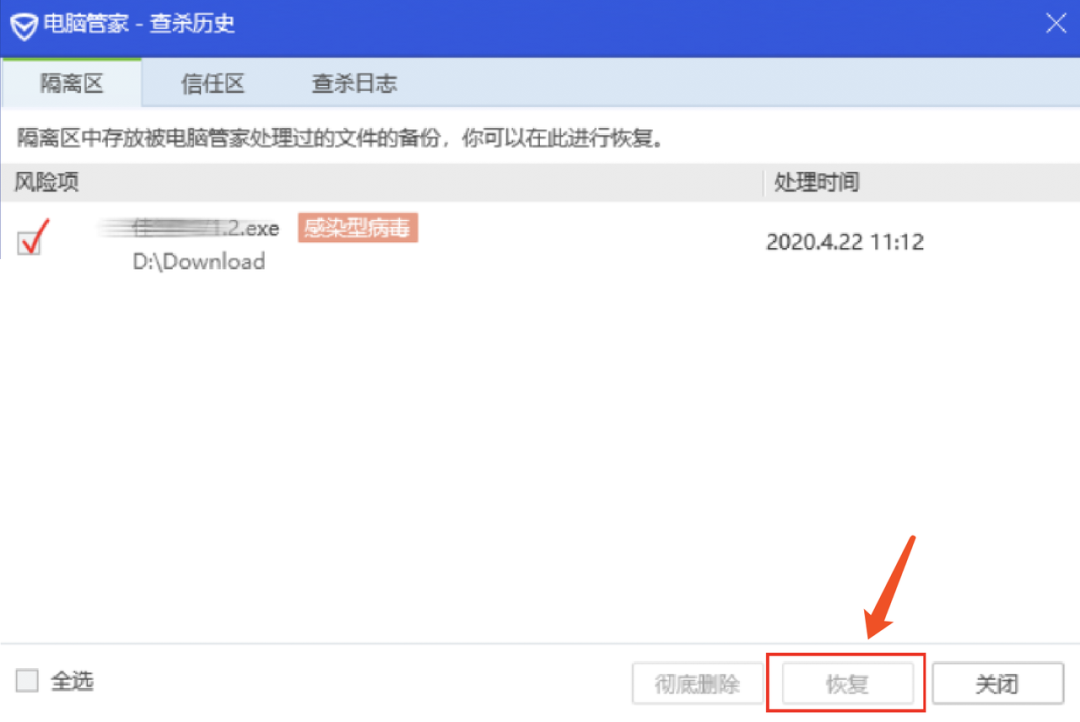 电脑管家 - 查杀历史
隔离区 信任区 查杀日志
隔离区中存放被电脑管家处理过的文件的备份，你可以在此进行恢复。
风险项 处理时间
1.2.exe 感染型病毒
2020.4.22 11:12
D:\Download
全选 彻底删除 恢复 关闭